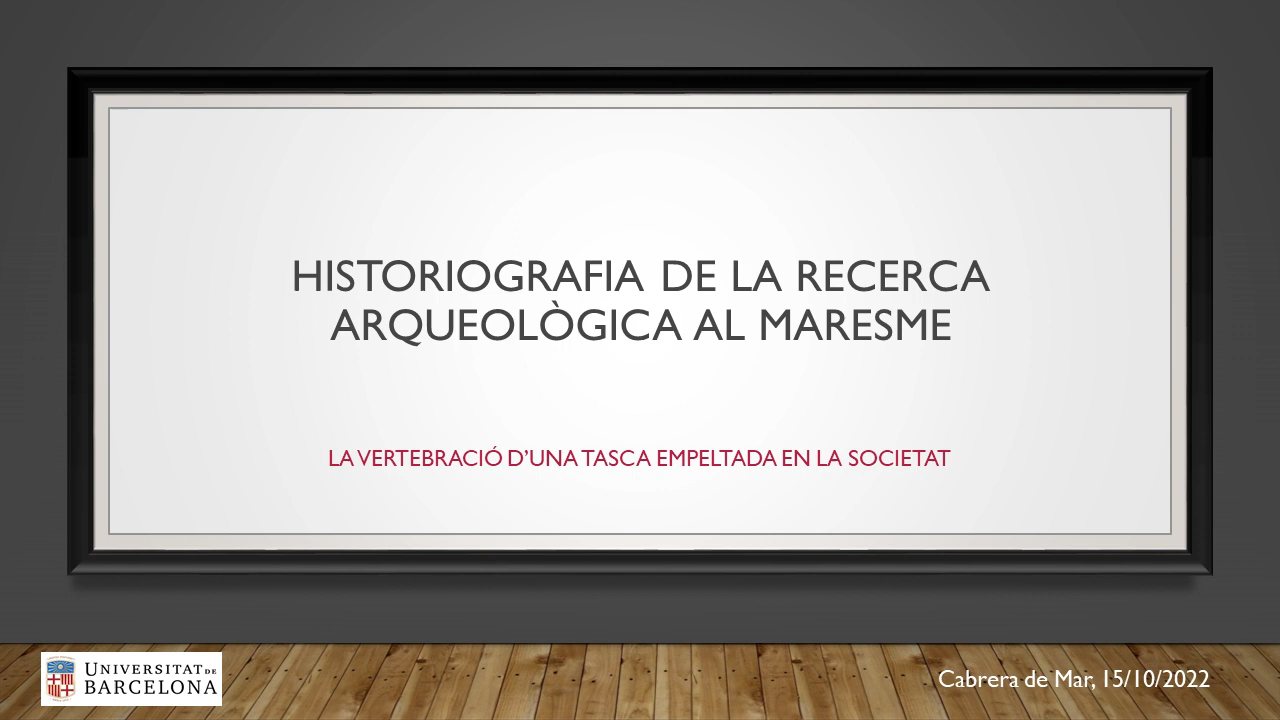 HISTORIOGRAFIA DE LA RECERCA
ARQUEOLÒGICA AL MARESME
LA VERTEBRACIÓ D'UNA TASCA EMPELTADA EN LA SOCIETAT
UNIVERSITAT DE
BARCELONA
Cabrera de Mar, 15/10/2022